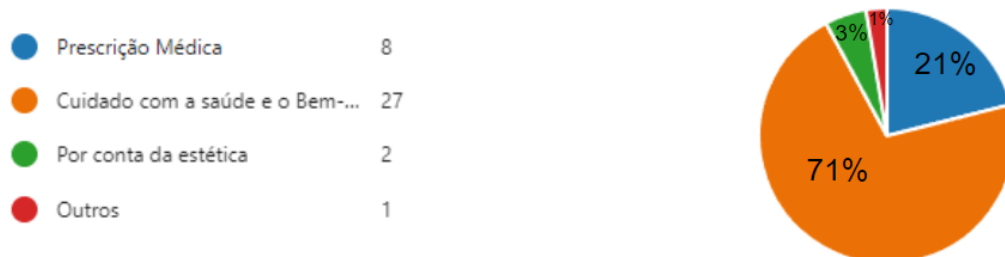 Prescrição Médica 8
Cuidado com a saúde e o Bem-... 27
Por conta da estética 2
Outros 1
1%
3%
21%
71%